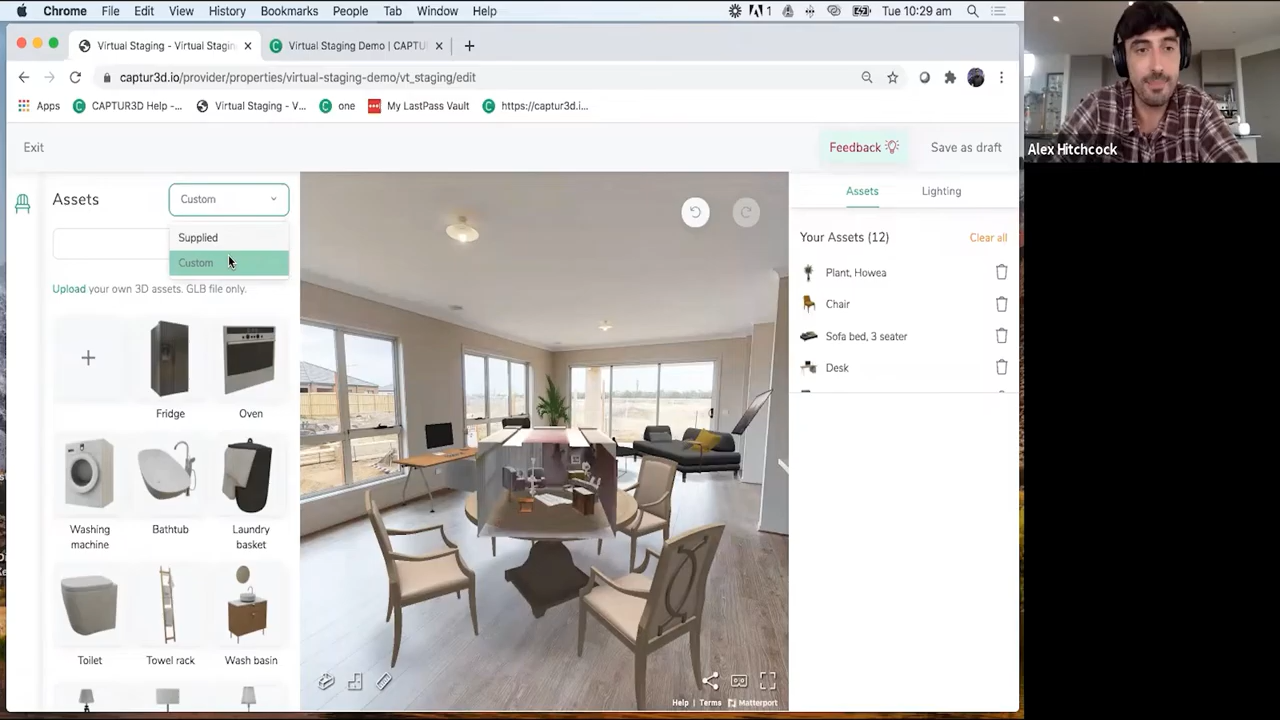 Chrome File Edit View History Bookmarks People Tab Window Help
1 Tue 10:29 am
Virtual Staging - Virtual Stagin
Virtual Staging Demo | CAPTU
captur3d.io/provider/properties/virtual-staging-demo/vt_staging/edit
Apps CAPTUR3D Help -... Virtual Staging - V... one My LastPass Vault https://captur3d.i...
Alex Hitchcock
Exit
Feedback
Save as draft
Assets
Custom
Supplied
Custom
Upload your own 3D assets. GLB file only.
Fridge
Oven
Washing machine
Bathtub
Laundry basket
Toilet
Towel rack
Wash basin
Assets
Lighting
Your Assets (12)
Clear all
Plant, Howea
Chair
Sofa bed, 3 seater
Desk
Help | Terms | Matterport